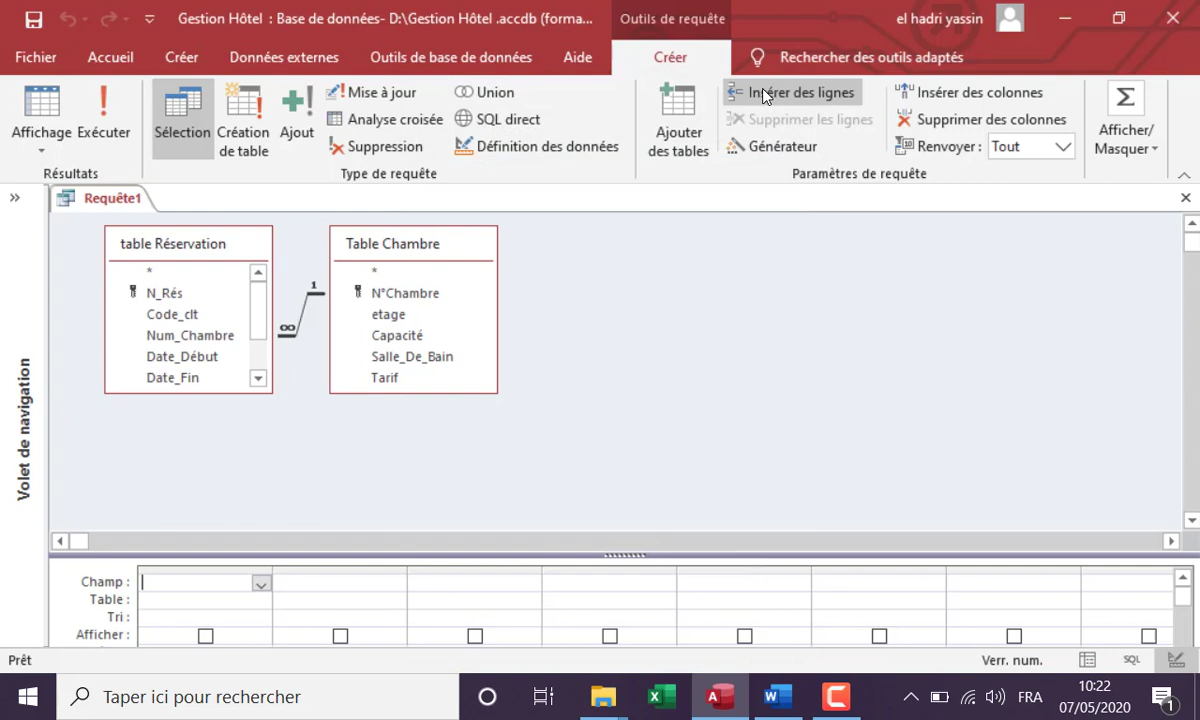 Gestion Hôtel : Base de données- D:\Gestion Hôtel .accdb (forma...
Outils de requête
el hadri yassin
Fichier
Accueil
Créer
Données externes
Outils de base de données
Aide
Créer
Rechercher des outils adaptés
Affichage
Exécuter
Résultats
Sélection
Création de table
Ajout
Mise à jour
Analyse croisée
Suppression
Union
SQL direct
Définition des données
Type de requête
Ajouter des tables
Insérer des lignes
Supprimer les lignes
Générateur
Insérer des colonnes
Supprimer des colonnes
Renvoyer : Tout
Paramètres de requête
Σ
Afficher/ Masquer
»
Requête1
Volet de navigation
table Réservation
*
N_Rés
Code_clt
Num_Chambre
Date_Début
Date_Fin
1
∞
Table Chambre
*
N°Chambre
etage
Capacité
Salle_De_Bain
Tarif
Champ :
Table :
Tri :
Afficher :
Prêt
Verr. num.
SQL
Taper ici pour rechercher
FRA
10:22
07/05/2020
1